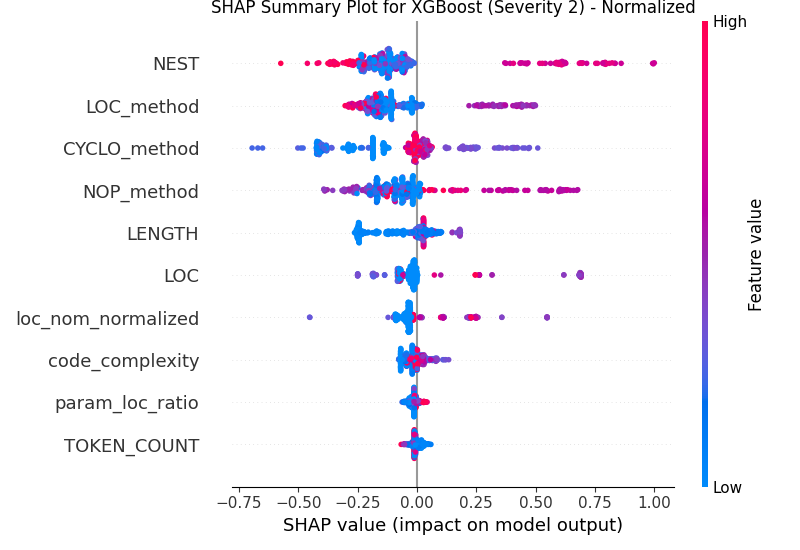 SHAP Summary Plot for XGBoost (Severity 2) - Normalized
High
NEST
LOC_method
CYCLO_method
NOP_method
LENGTH
LOC
loc_nom_normalized
code_complexity
param_loc_ratio
TOKEN_COUNT
Feature value
Low
−0.75 −0.50 −0.25 0.00 0.25 0.50 0.75 1.00
SHAP value (impact on model output)